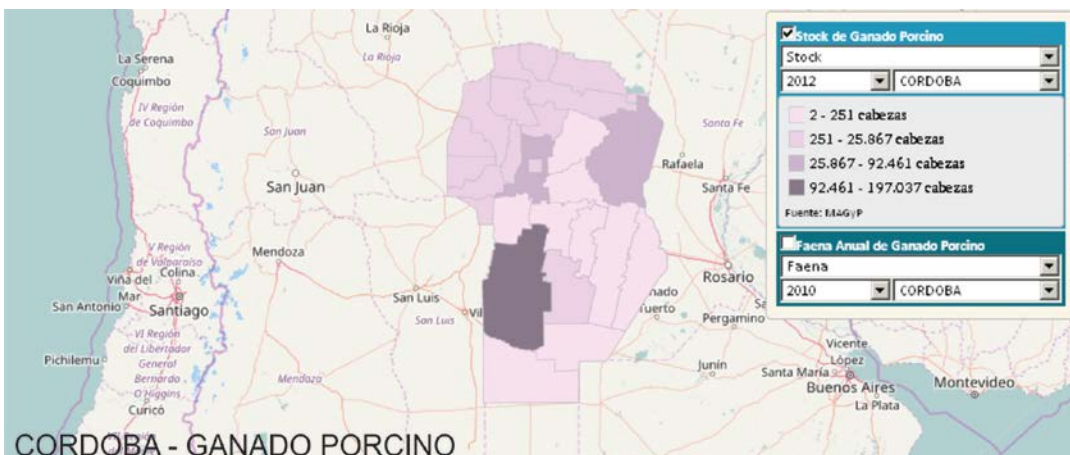 La Rioja
La Rioja
La Serena
Coquimbo
IV Región
de Coquimbo
San Juan
San Juan
Santa Fe
Rafaela
Santa Fe
V Región
de Valparaíso
Mendoza
Viña del
Mar
Colina
San Antonio
Santiago
San Luis
San Luis
Vil
Rosario
nado
Tuerto
Pergamino
VI Región
del Libertador
General
Bernardo
O'Higgins
Pichilemu
Curicó
Mendoza
Junín
Vicente
López
Santa María
Buenos Aires
La Plata
Montevideo
CORDOBA - GANADO PORCINO
Stock de Ganado Porcino
Stock
2012 CORDOBA
2 - 251 cabezas
251 - 25.867 cabezas
25.867 - 92.461 cabezas
92.461 - 197.037 cabezas
Fuente: MAGyP
Faena Anual de Ganado Porcino
Faena
2010 CORDOBA